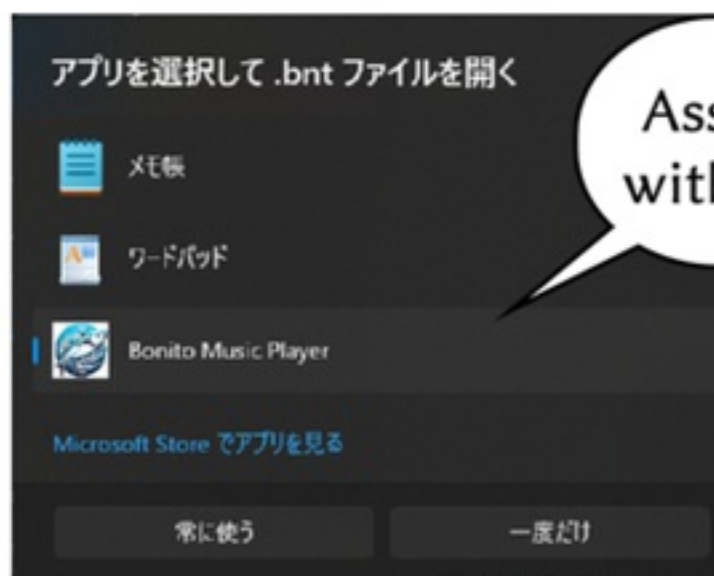 アプリを選択して .bnt ファイルを開く
メモ帳
ワードパッド
Bonito Music Player
Microsoft Store でアプリを見る
常に使う
一度だけ